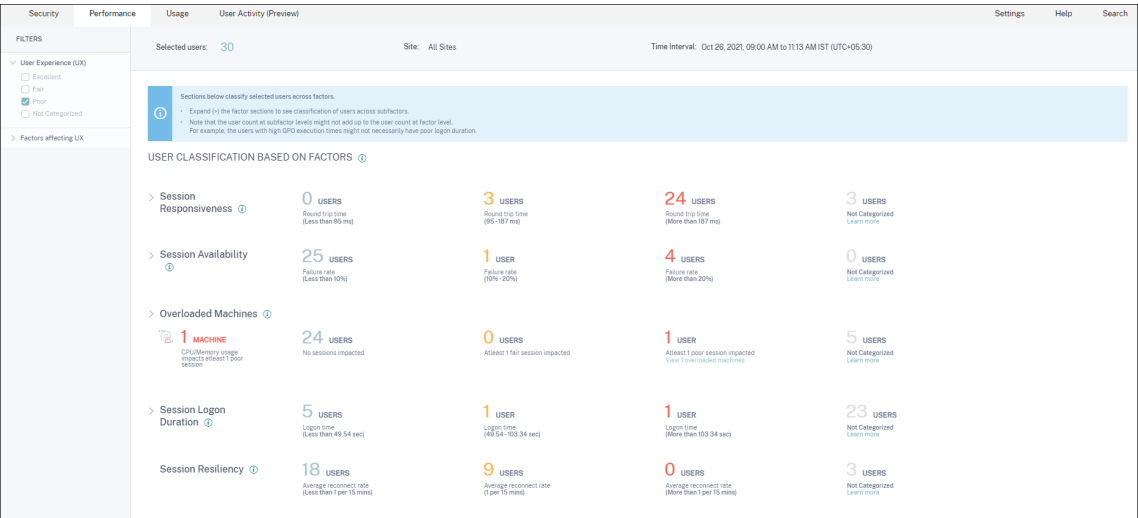 Security Performance Usage User Activity (Preview) Settings Help Search
FILTERS
User Experience (UX)
Excellent
Fair
Poor
Not Categorized
Factors affecting UX
Selected users: 30 Site: All Sites Time Interval: Oct 26, 2021, 09:00 AM to 11:13 AM IST (UTC+05:30)
Sections below classify selected users across factors.
• Expand (>) the factor sections to see classification of users across subfactors.
• Note that the user count at subfactor levels might not add up to the user count at factor level.
For example, the users with high GPO execution times might not necessarily have poor logon duration.
USER CLASSIFICATION BASED ON FACTORS
Session
Responsiveness
0 USERS
Round trip time
(Less than 95 ms)
3 USERS
Round trip time
(95-187 ms)
24 USERS
Round trip time
(More than 187 ms)
3 USERS
Not Categorized
Learn more
Session Availability
25 USERS
Failure rate
(Less than 10%)
1 USER
Failure rate
(10% - 20%)
4 USERS
Failure rate
(More than 20%)
0 USERS
Not Categorized
Learn more
Overloaded Machines
1 MACHINE
CPU/Memory usage
impacts atleast 1 poor
session
24 USERS
No sessions impacted
0 USERS
Atleast 1 fair session impacted
1 USER
Atleast 1 poor session impacted
View 1 overloaded machines
5 USERS
Not Categorized
Learn more
Session Logon
Duration
5 USERS
Logon time
(Less than 49.54 sec)
1 USER
Logon time
(49.54-103.34 sec)
1 USER
Logon time
(More than 103.34 sec)
23 USERS
Not Categorized
Learn more
Session Resiliency
18 USERS
Average reconnect rate
(Less than 1 per 15 mins)
9 USERS
Average reconnect rate
(1 per 15 mins)
0 USERS
Average reconnect rate
(More than 1 per 15 mins)
3 USERS
Not Categorized
Learn more